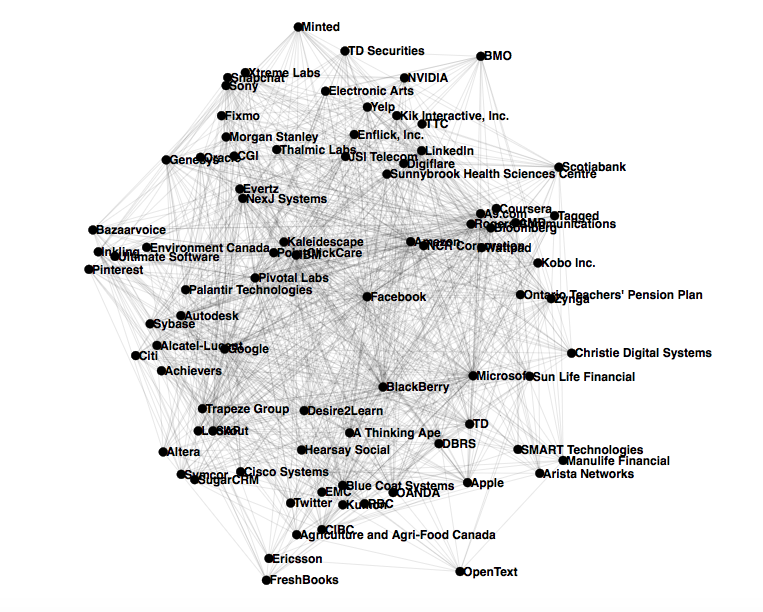 Minted
TD Securities
BMO
Xtreme Labs
Snapchat
NVIDIA
Sony
Electronic Arts
Yelp
Fixmo
Kik Interactive, Inc.
TTC
Morgan Stanley
Enflick, Inc.
Thalmic Labs
LinkedIn
Genesys
Oracle
CGI
JSI Telecom
Digiflare
Scotiabank
Sunnybrook Health Sciences Centre
Evertz
NexJ Systems
Coursera
A9.com
Tagged
Rogers Communications
Bloomberg
Bazaarvoice
Kaleidescape
Amazon
NCR Corporation
Wattpad
Environment Canada
Inkling
PointClickCare
IBM
Ultimate Software
Kobo Inc.
Pinterest
Pivotal Labs
Palantir Technologies
Facebook
Ontario Teachers' Pension Plan
Zynga
Autodesk
Sybase
Alcatel-Lucent
Google
Citi
Christie Digital Systems
Achievers
Microsoft
Sun Life Financial
BlackBerry
Trapeze Group
Desire2Learn
TD
SAP
A Thinking Ape
DBRS
Altera
Hearsay Social
SMART Technologies
Manulife Financial
Symcor
Cisco Systems
Arista Networks
SugarCRM
Blue Coat Systems
Apple
EMC
OANDA
Twitter
RBC
CIBC
Agriculture and Agri-Food Canada
Ericsson
OpenText
FreshBooks